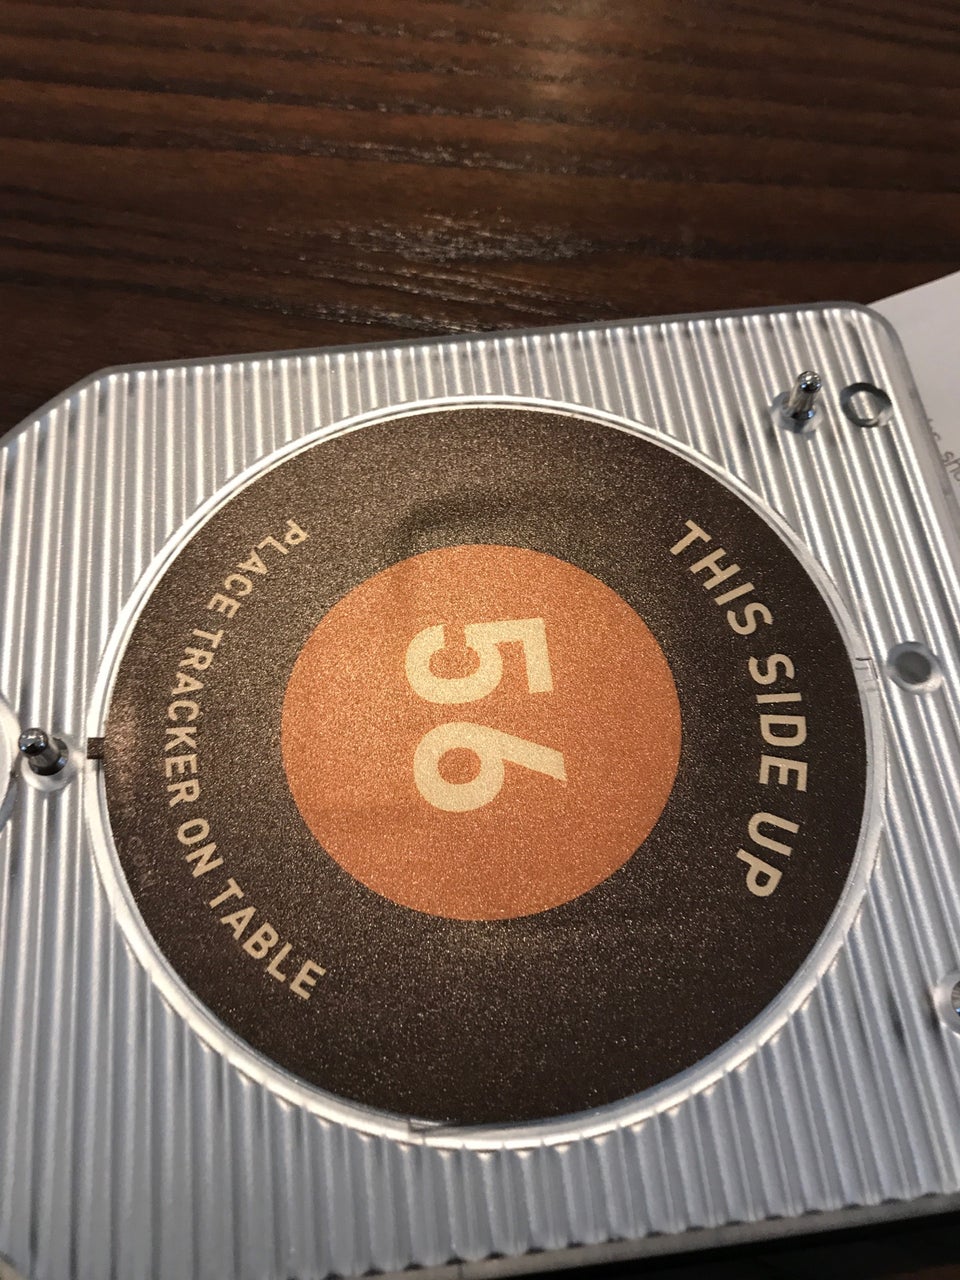 THIS SIDE UP
56
PLACE TRACKER ON TABLE